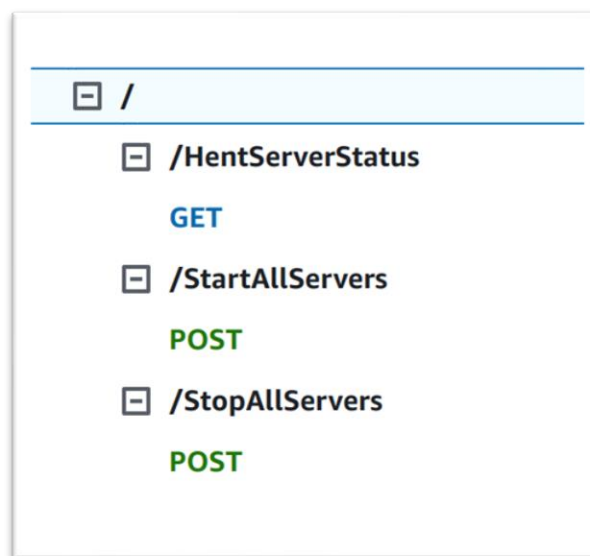 /
/HentServerStatus
GET
/StartAllServers
POST
/StopAllServers
POST